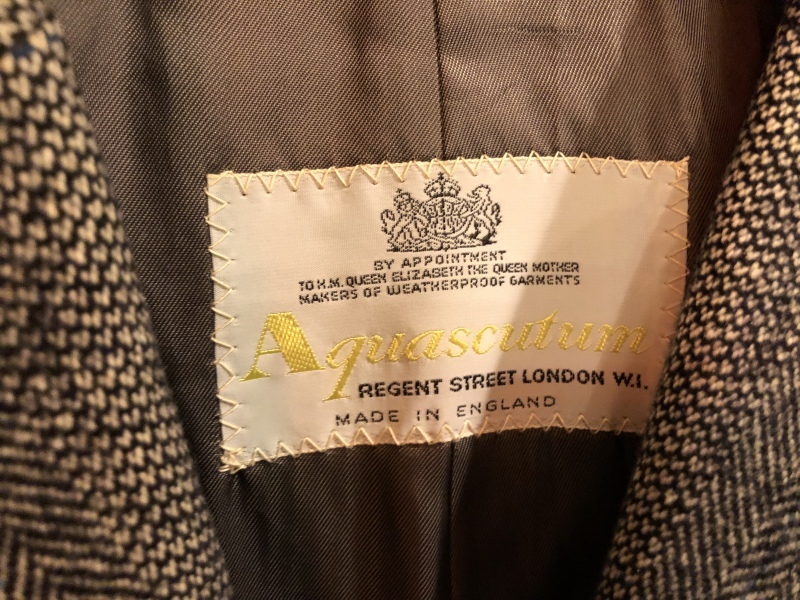 BY APPOINTMENT
TO H.M. QUEEN ELIZABETH THE QUEEN MOTHER
MAKERS OF WEATHERPROOF GARMENTS
Aquascutum
REGENT STREET LONDON W.1.
MADE IN ENGLAND